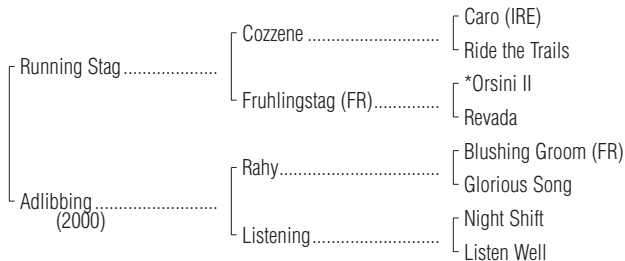 Caro (IRE)
Cozzene ......................
Ride the Trails
Running Stag....................
*Orsini II
Fruhlingstag (FR)..............
Revada
Blushing Groom (FR)
Rahy..................................
Glorious Song
Adlibbing ..........................
(2000)
Night Shift
Listening...........................
Listen Well